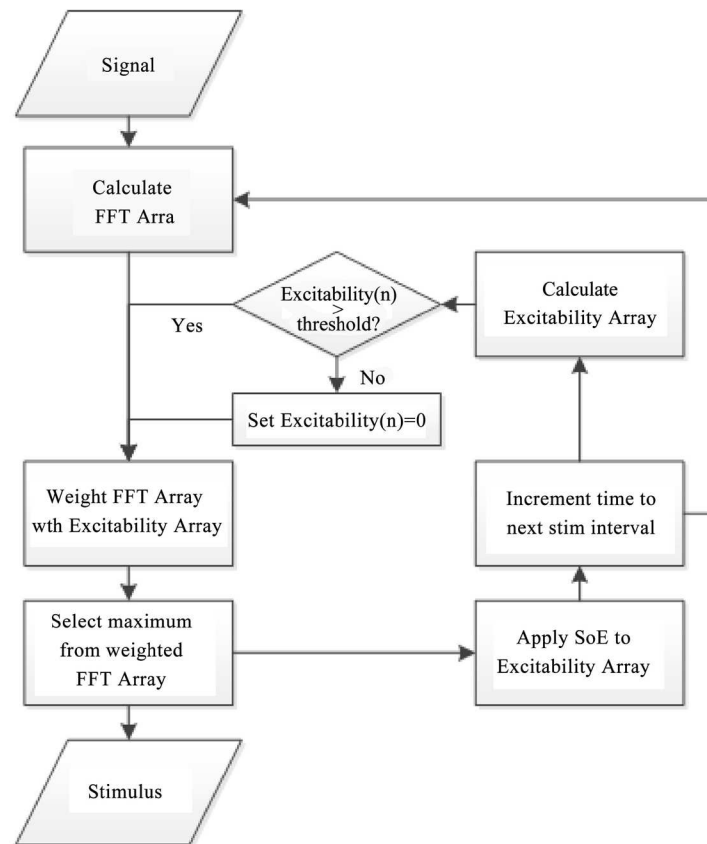 Signal
Calculate
FFT Arra
Excitability(n)
>
threshold?
Calculate
Excitability Array
Yes
No
Set Excitability(n)=0
Weight FFT Array
wth Excitability Array
Increment time to
next stim interval
Select maximum
from weighted
FFT Array
Apply SoE to
Excitability Array
Stimulus